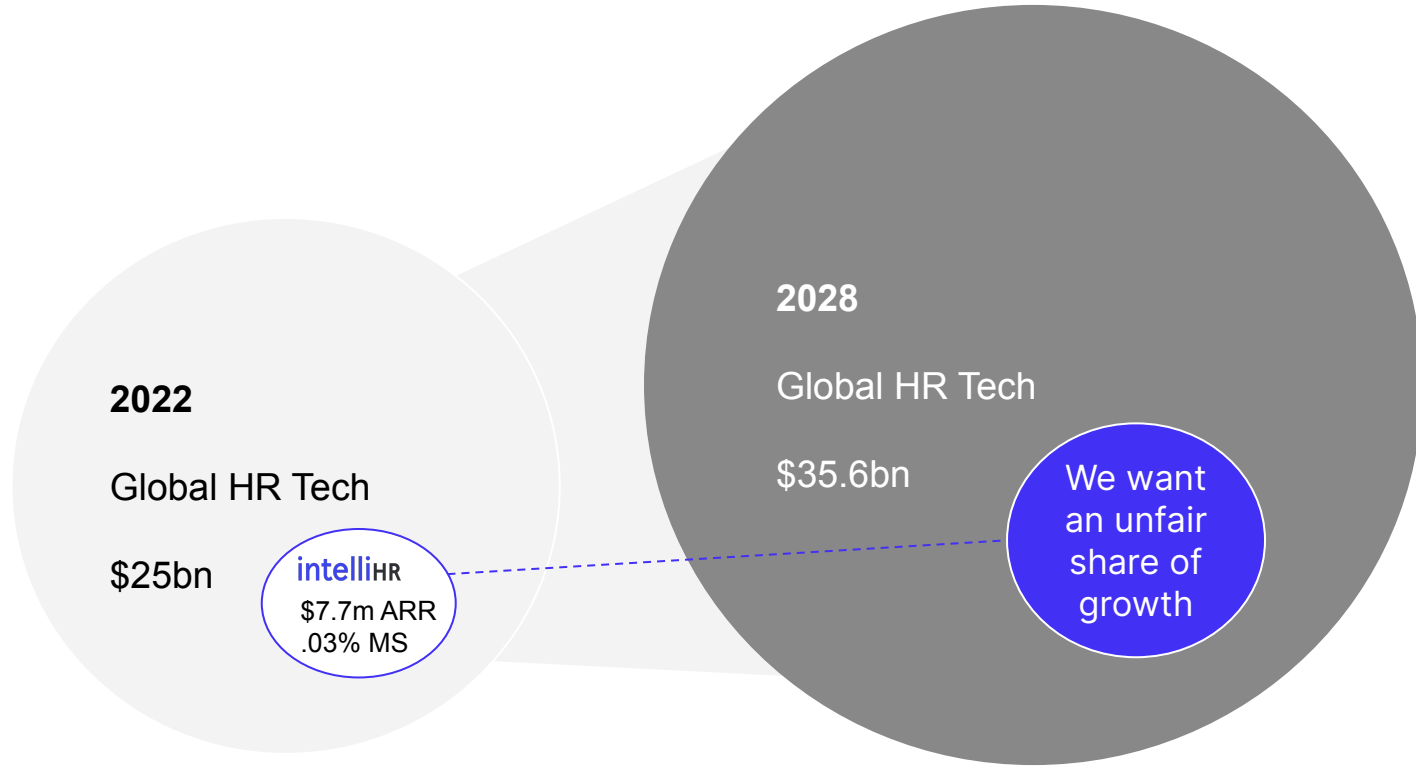 2022
Global HR Tech
$25bn
intelliHR
$7.7m ARR
.03% MS
2028
Global HR Tech
$35.6bn
We want
an unfair
share of
growth